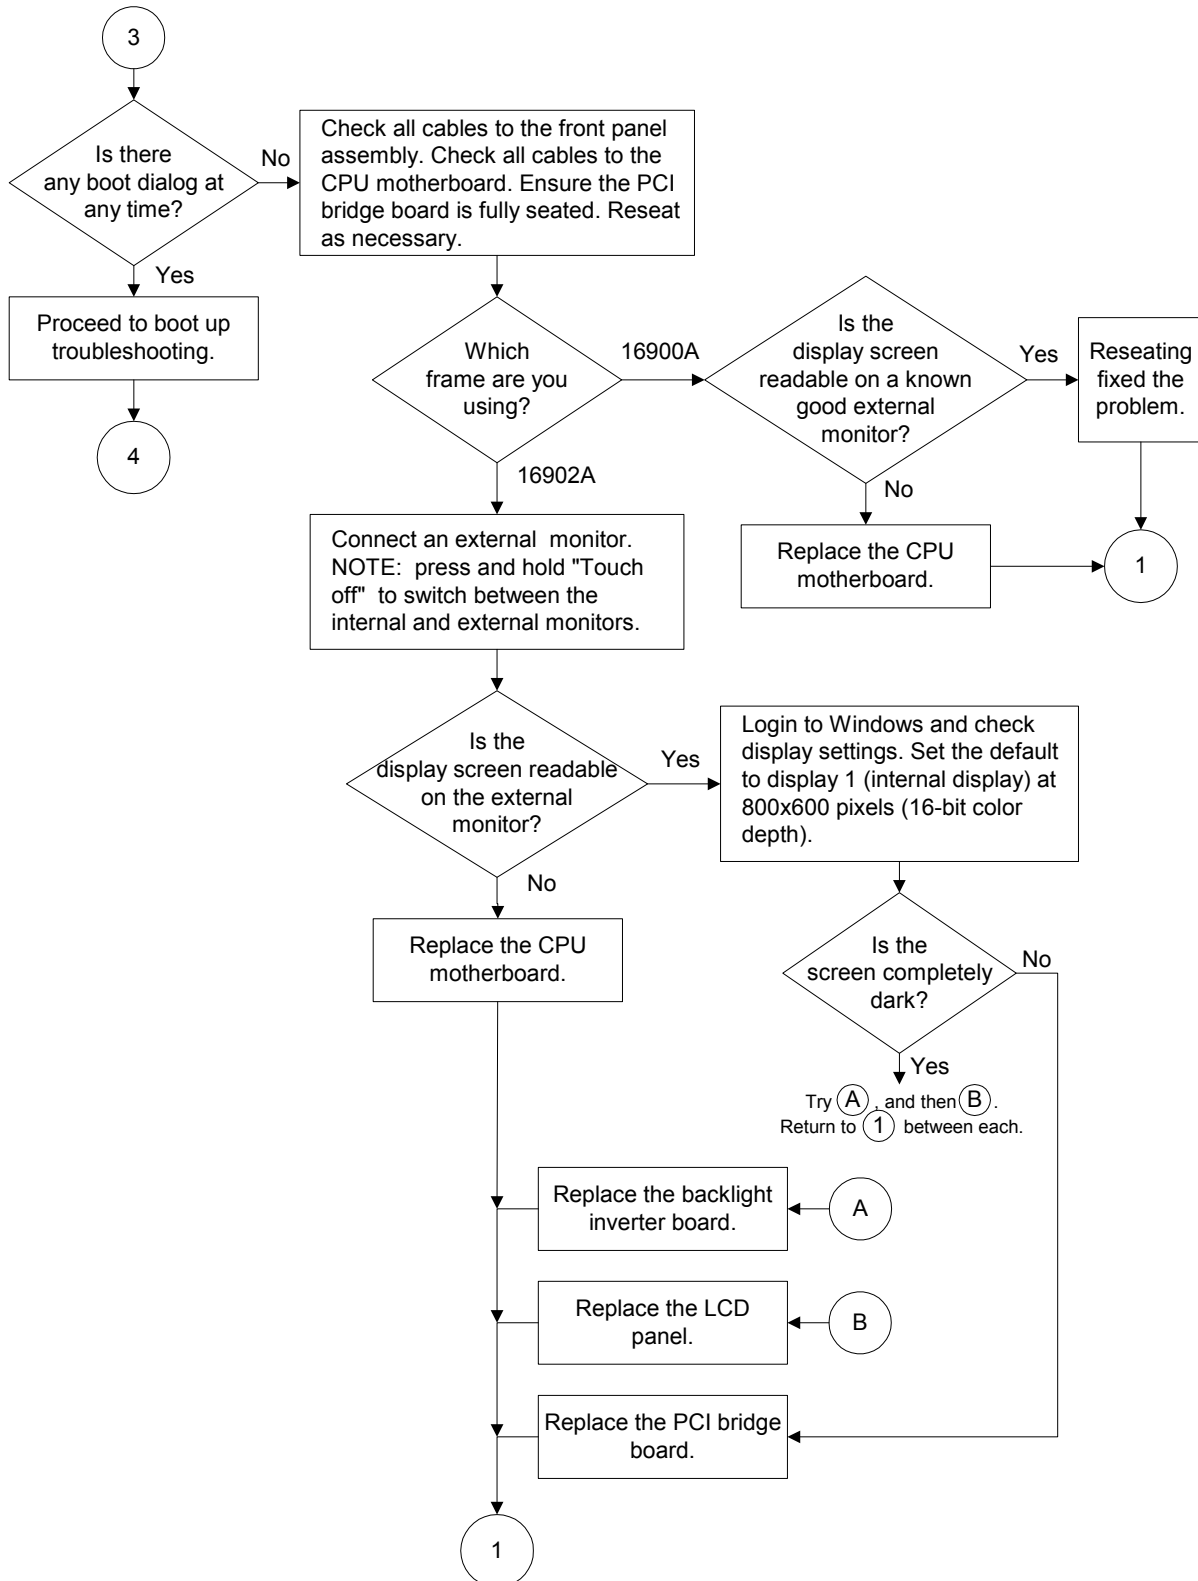 3
Is there
any boot dialog at
any time?
No
Yes
Check all cables to the front panel
assembly. Check all cables to the
CPU motherboard. Ensure the PCI
bridge board is fully seated. Reseat
as necessary.
Proceed to boot up
troubleshooting.
4
Which
frame are you
using?
16900A
16902A
Is the
display screen
readable on a known
good external
monitor?
Yes
No
Reseating
fixed the
problem.
Replace the CPU
motherboard.
1
Connect an external monitor.
NOTE: press and hold "Touch
off" to switch between the
internal and external monitors.
Is the
display screen readable
on the external
monitor?
Yes
No
Login to Windows and check
display settings. Set the default
to display 1 (internal display) at
800x600 pixels (16-bit color
depth).
Replace the CPU
motherboard.
Is the
screen completely
dark?
No
Yes
Try A , and then B .
Return to 1 between each.
Replace the backlight
inverter board.
A
Replace the LCD
panel.
B
Replace the PCI bridge
board.
1